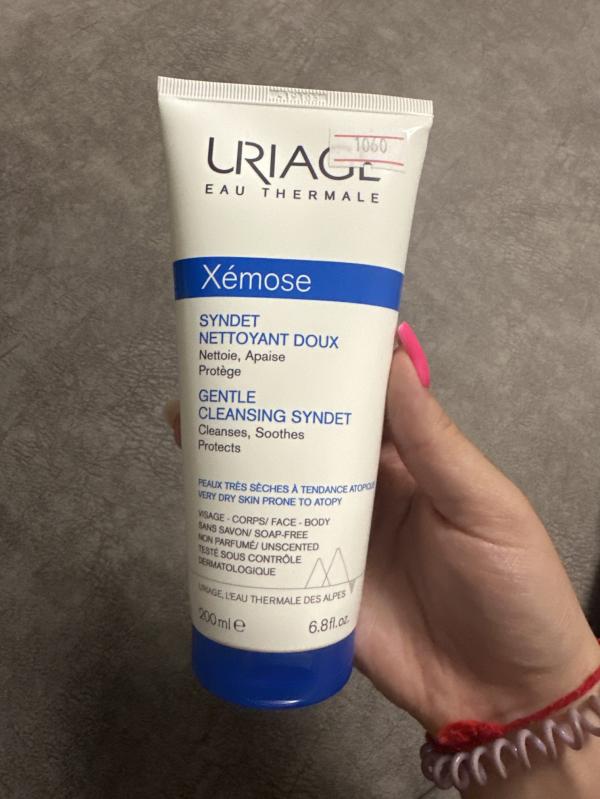 URIAGE
1060
EAU THERMALE
Xémose
SYNDET
NETTOYANT DOUX
Nettoie, Apaise
Protège
GENTLE
CLEANSING SYNDET
Cleanses, Soothes
Protects
PEAUX TRÈS SÈCHES À TENDANCE ATOPIQUE
VERY DRY SKIN PRONE TO ATOPY
VISAGE - CORPS/ FACE - BODY
SANS SAVON/ SOAP-FREE
NON PARFUMÉ/ UNSCENTED
TESTÉ SOUS CONTRÔLE
DERMATOLOGIQUE
URIAGE, L'EAU THERMALE DES ALPES
200 ml e 6.8 fl.oz.